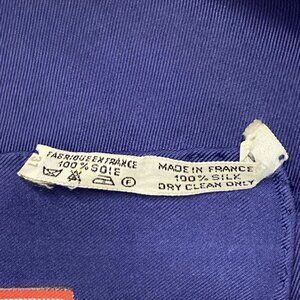 FABRIQUE EN FRANCE
100% SOIE
MADE IN FRANCE
100% SILK
DRY CLEAN ONLY